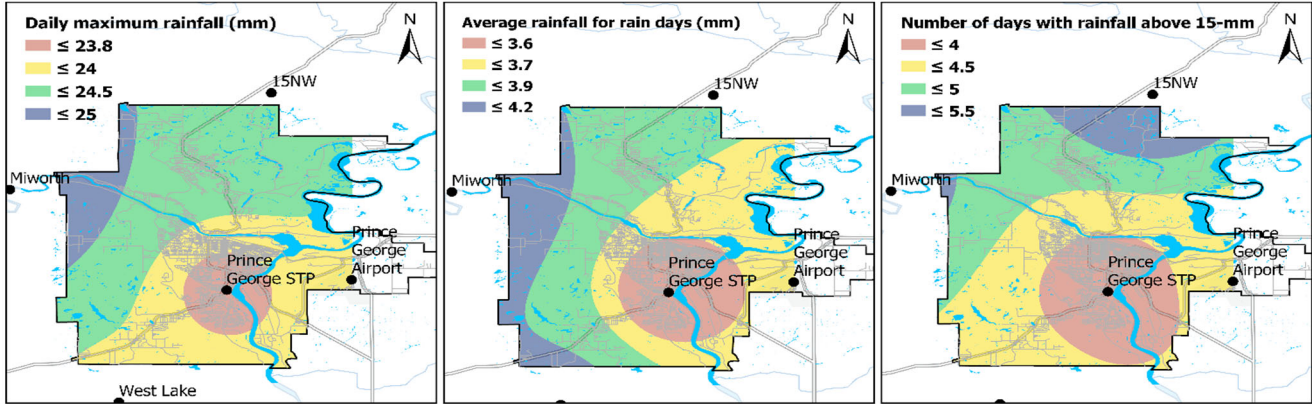 Daily maximum rainfall (mm)
≤ 23.8
≤ 24
≤ 24.5
≤ 25
N
15NW
Miworth
Prince
George
Airport
Prince
George STP
West Lake
Average rainfall for rain days (mm)
≤ 3.6
≤ 3.7
≤ 3.9
≤ 4.2
N
15NW
Miworth
Prince
George
Airport
Prince
George STP
Number of days with rainfall above 15-mm
≤ 4
≤ 4.5
≤ 5
≤ 5.5
N
15NW
Miworth
Prince
George
Airport
Prince
George STP